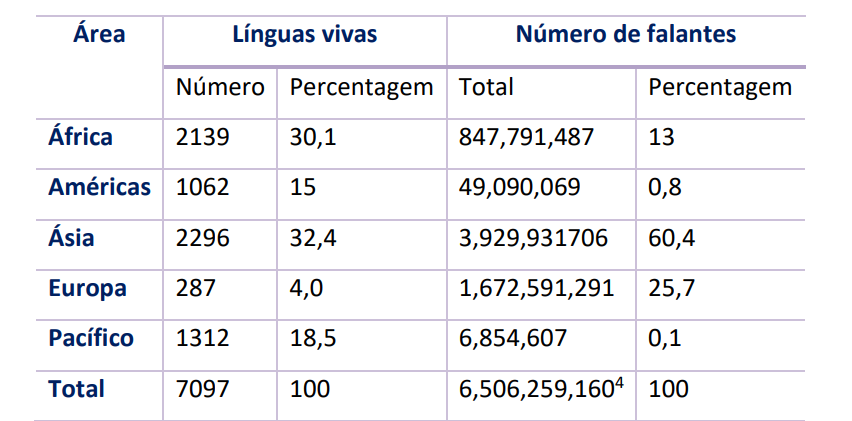 Área Línguas vivas Número de falantes
Número Percentagem Total Percentagem
África 2139 30,1 847,791,487 13
Américas 1062 15 49,090,069 0,8
Ásia 2296 32,4 3,929,931706 60,4
Europa 287 4,0 1,672,591,291 25,7
Pacífico 1312 18,5 6,854,607 0,1
Total 7097 100 6,506,259,160⁴ 100